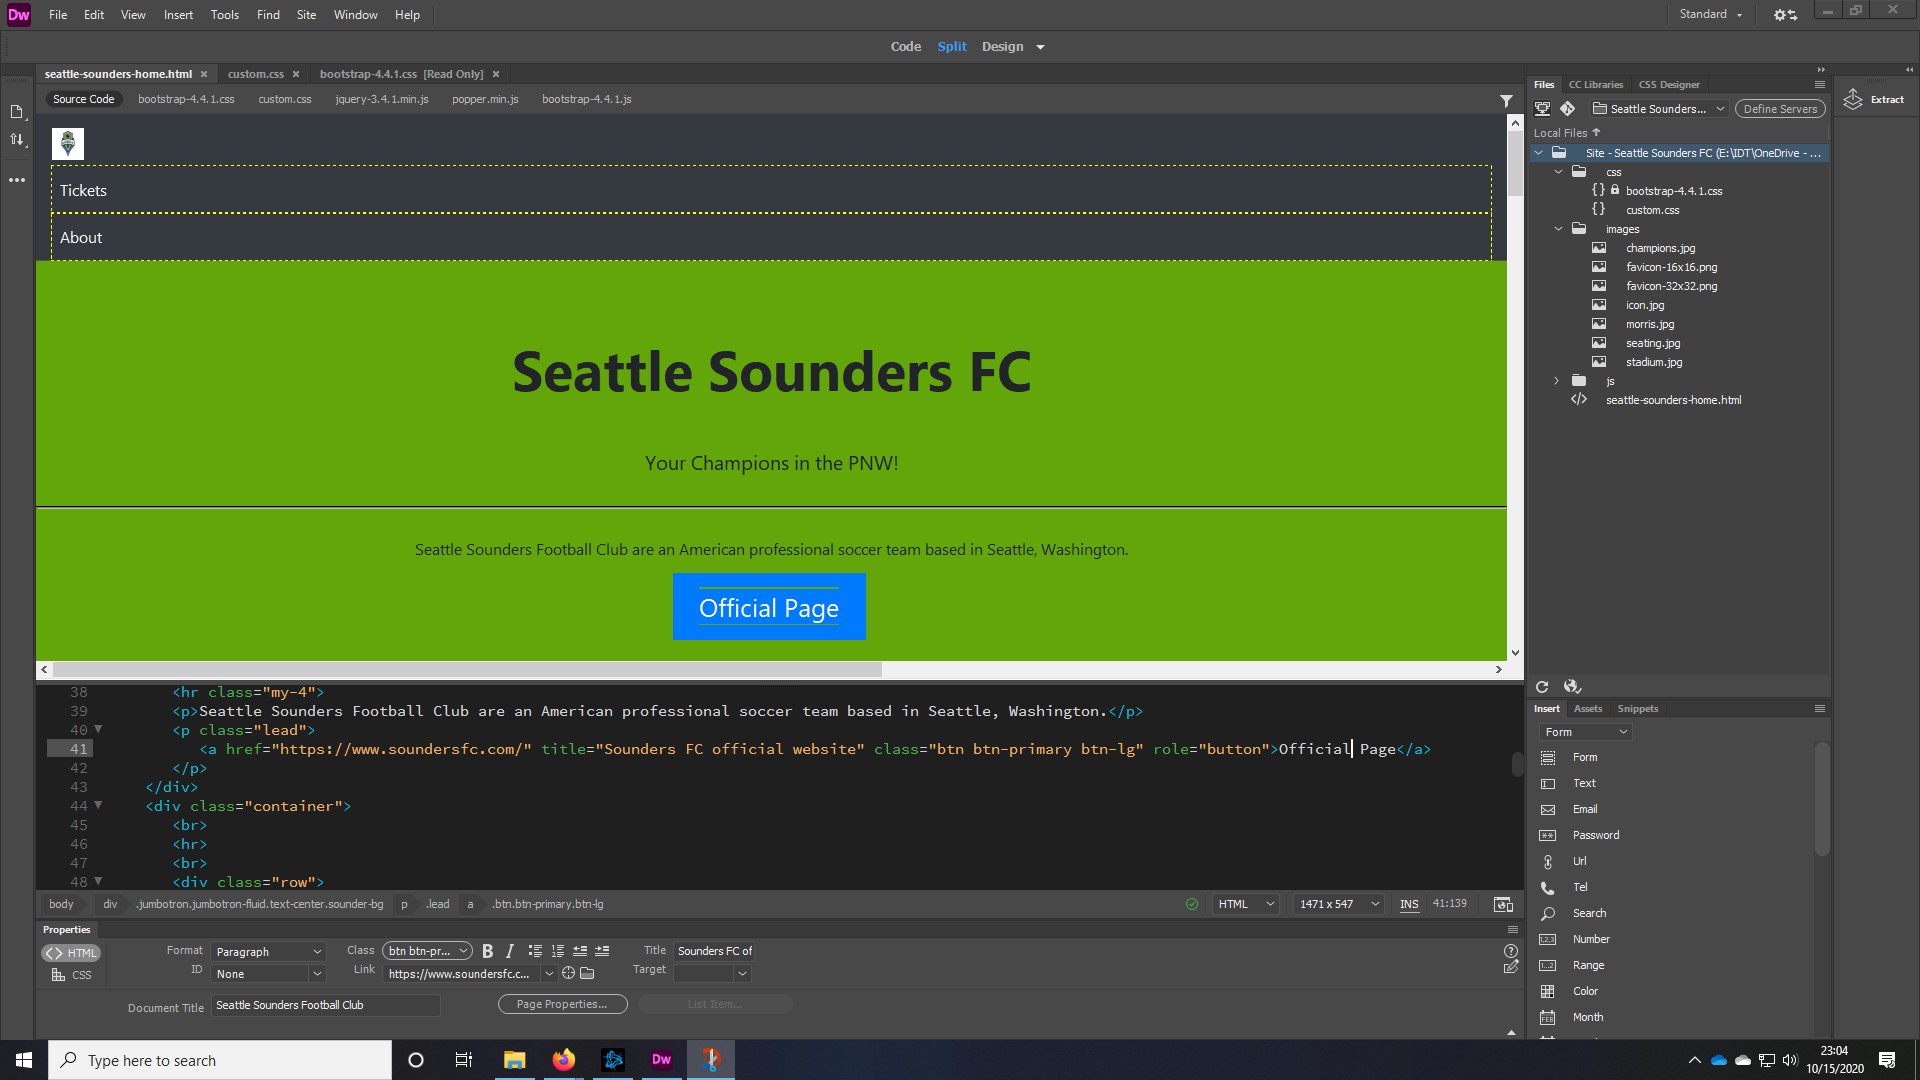 Dw File Edit View Insert Tools Find Site Window Help Standard
Code Split Design
seattle-sounders-home.html custom.css bootstrap-4.4.1.css [Read Only]
Source Code bootstrap-4.4.1.css custom.css jquery-3.4.1.min.js popper.min.js bootstrap-4.4.1.js
Tickets
About
Seattle Sounders FC
Your Champions in the PNW!
Seattle Sounders Football Club are an American professional soccer team based in Seattle, Washington.
Official Page
38 <hr class="my-4">
39 <p>Seattle Sounders Football Club are an American professional soccer team based in Seattle, Washington.</p>
40 <p class="lead">
41 <a href="https://www.soundersfc.com/" title="Sounders FC official website" class="btn btn-primary btn-lg" role="button">Official Page</a>
42 </p>
43 </div>
44 <div class="container">
45 <br>
46 <hr>
47 <br>
48 <div class="row">
body div .jumbotron.jumbotron-fluid.text-center.sounder-bg p .lead a .btn.btn-primary.btn-lg HTML 1471 x 547 INS 41:139
Properties
HTML Format Paragraph Class btn btn-pr... B I Title Sounders FC of
CSS ID None Link https://www.soundersfc.c... Target
Document Title Seattle Sounders Football Club Page Properties... List Item...
Files CC Libraries CSS Designer
Seattle Sounders... Define Servers
Local Files
Site - Seattle Sounders FC (E:\IDT\OneDrive - ...
css
bootstrap-4.4.1.css
custom.css
images
champions.jpg
favicon-16x16.png
favicon-32x32.png
icon.jpg
morris.jpg
seating.jpg
stadium.jpg
js
seattle-sounders-home.html
Extract
Insert Assets Snippets
Form
Form
Text
Email
Password
Url
Tel
Search
Number
Range
Color
Month
Type here to search
Dw
23:04
10/15/2020